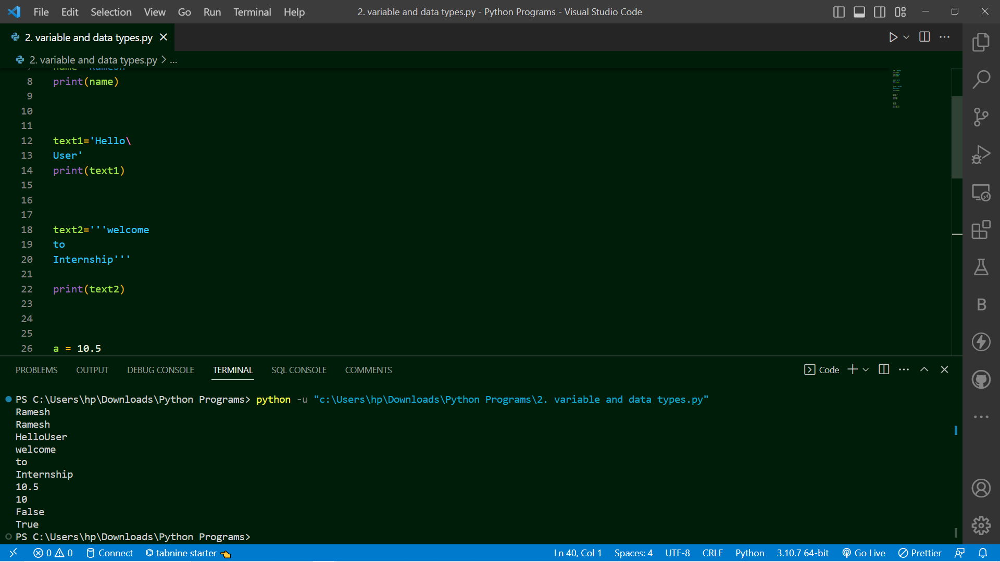 File Edit Selection View Go Run Terminal Help 2. variable and data types.py - Python Programs - Visual Studio Code
2. variable and data types.py
2. variable and data types.py > ...
8 print(name)
9
10
11
12 text1='Hello\
13 User'
14 print(text1)
15
16
17
18 text2='''welcome
19 to
20 Internship'''
21
22 print(text2)
23
24
25
26 a = 10.5
PROBLEMS OUTPUT DEBUG CONSOLE TERMINAL SQL CONSOLE COMMENTS Code
PS C:\Users\hp\Downloads\Python Programs> python -u "c:\Users\hp\Downloads\Python Programs\2. variable and data types.py"
Ramesh
Ramesh
HelloUser
welcome
to
Internship
10.5
10
False
True
PS C:\Users\hp\Downloads\Python Programs>
0 0 Connect tabnine starter Ln 40, Col 1 Spaces: 4 UTF-8 CRLF Python 3.10.7 64-bit Go Live Prettier